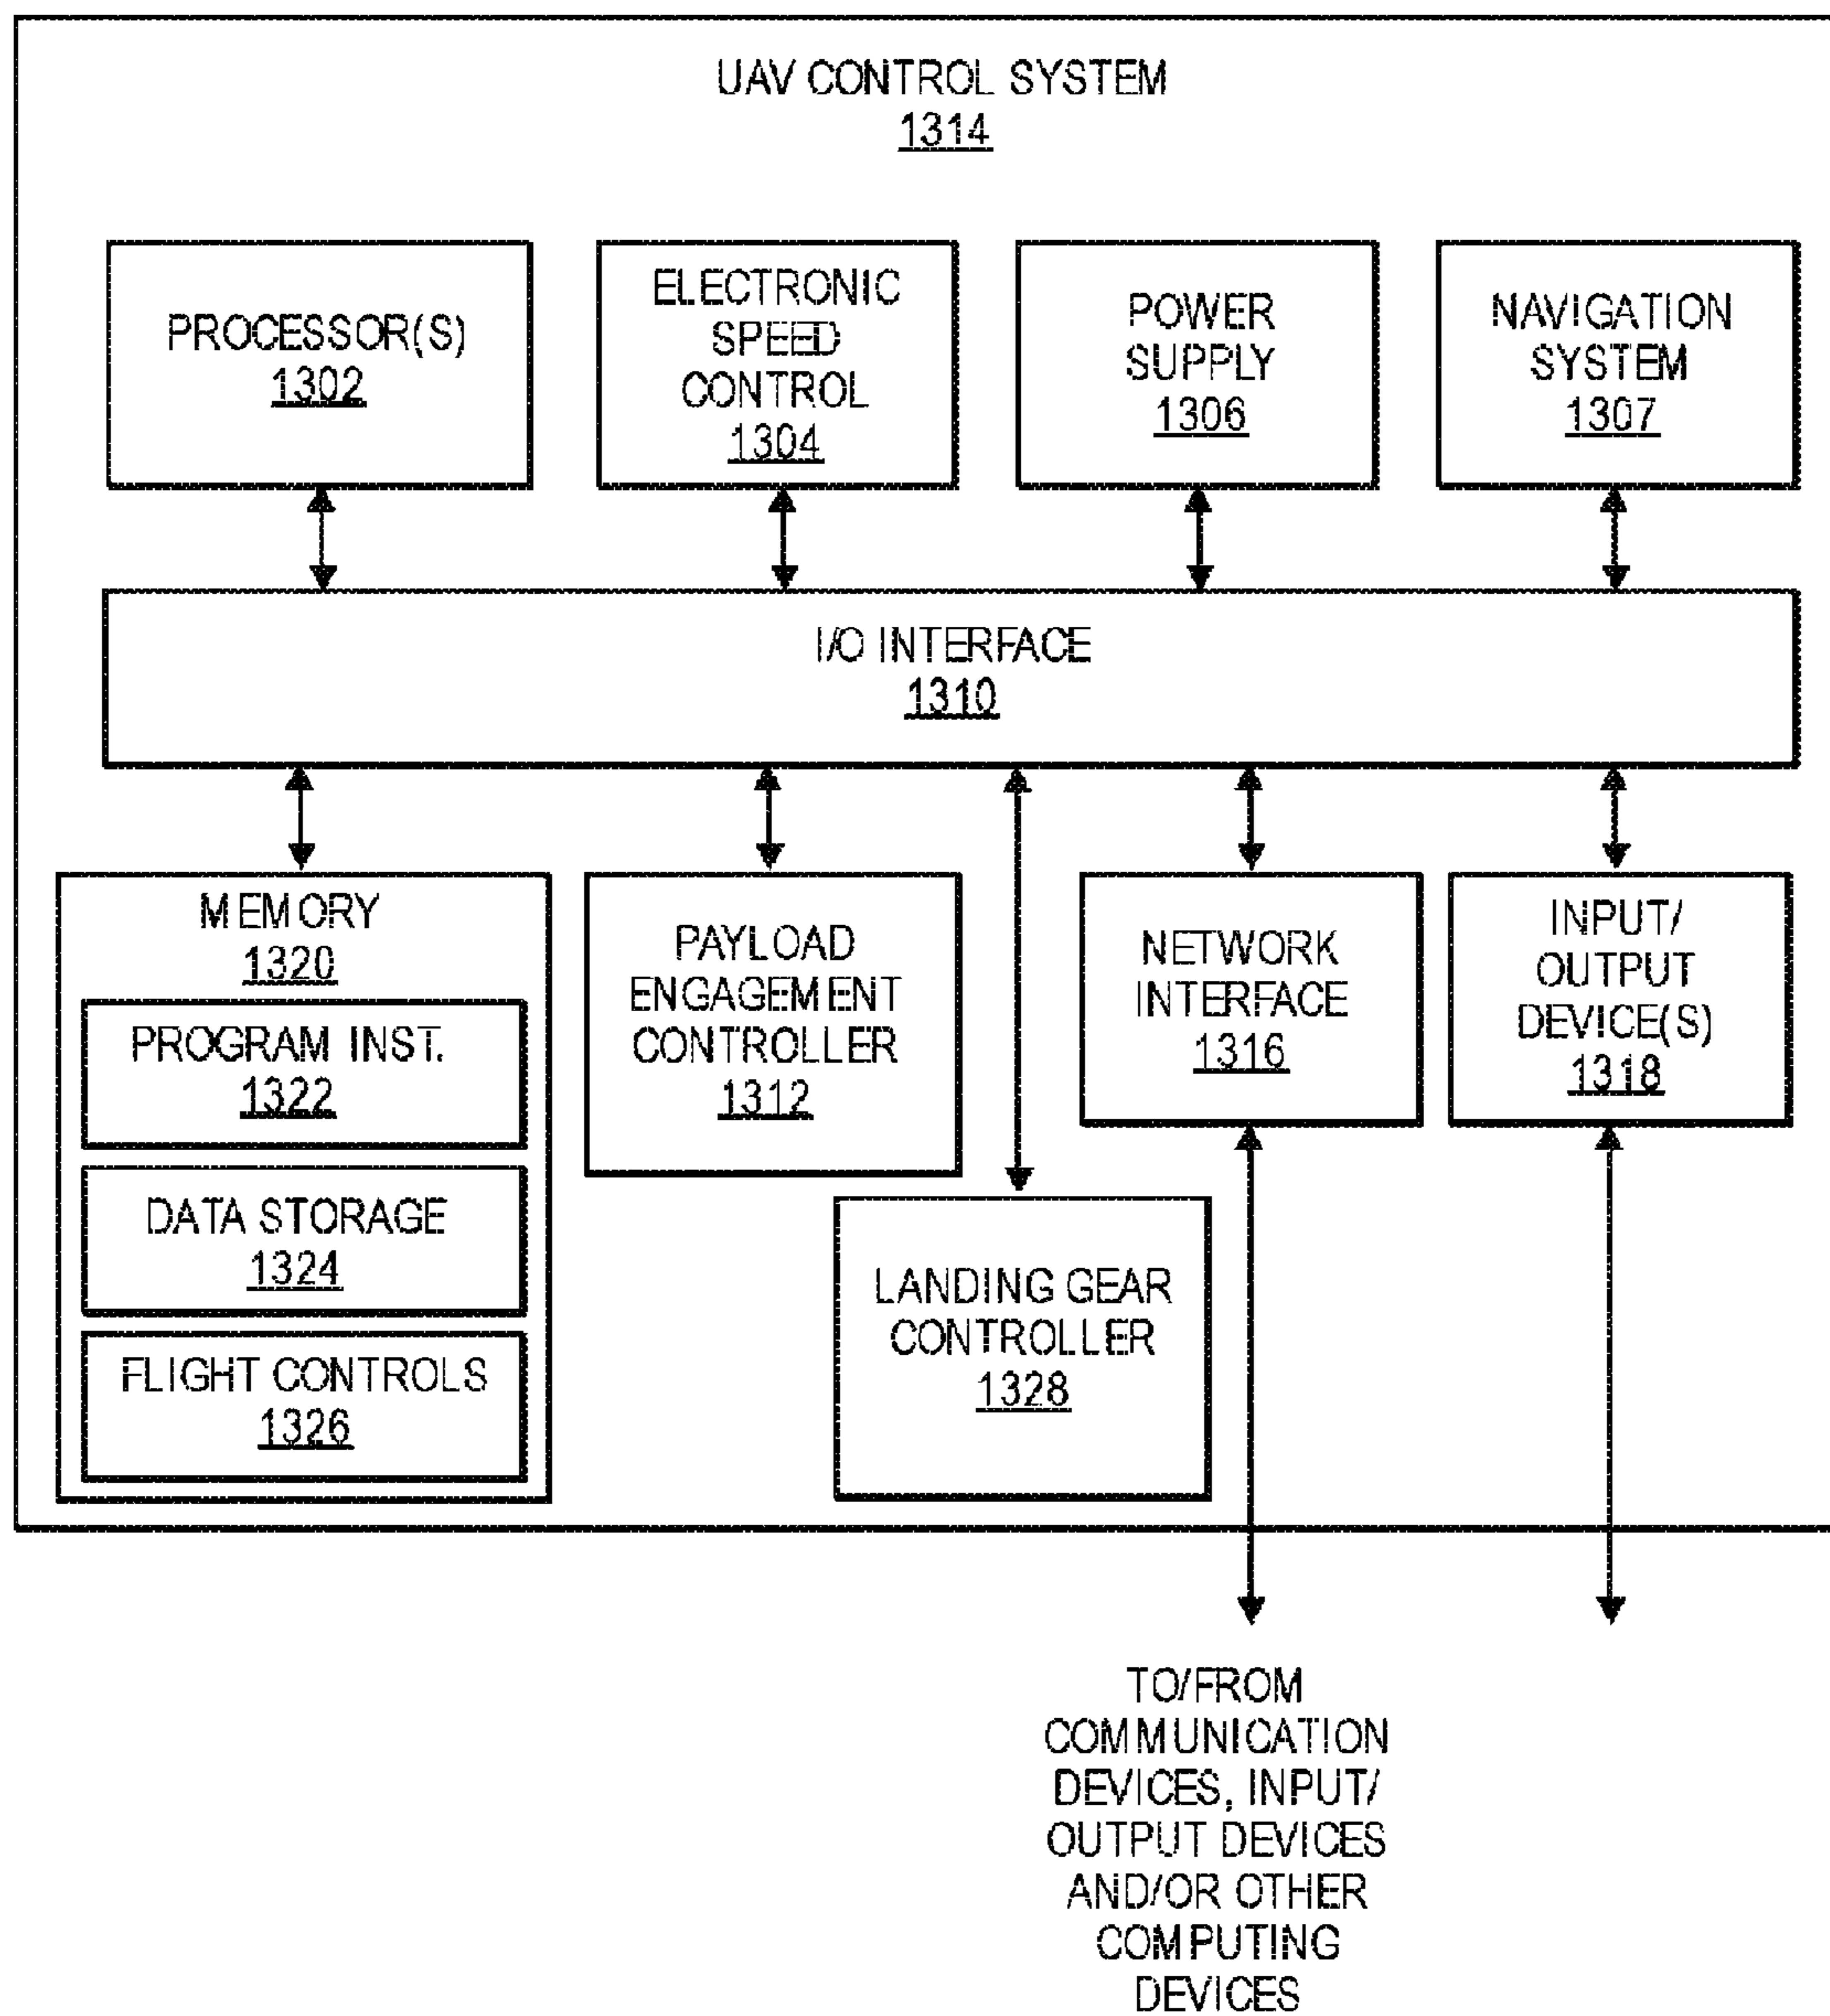 UAV CONTROL SYSTEM
1314
PROCESSOR(S)
1302
ELECTRONIC
SPEED
CONTROL
1304
POWER
SUPPLY
1306
NAVIGATION
SYSTEM
1307
I/O INTERFACE
1310
MEMORY
1320
PROGRAM INST.
1322
DATA STORAGE
1324
FLIGHT CONTROLS
1326
PAYLOAD
ENGAGEMENT
CONTROLLER
1312
LANDING GEAR
CONTROLLER
1328
NETWORK
INTERFACE
1316
INPUT/
OUTPUT
DEVICE(S)
1318
TO/FROM
COMMUNICATION
DEVICES, INPUT/
OUTPUT DEVICES
AND/OR OTHER
COMPUTING
DEVICES